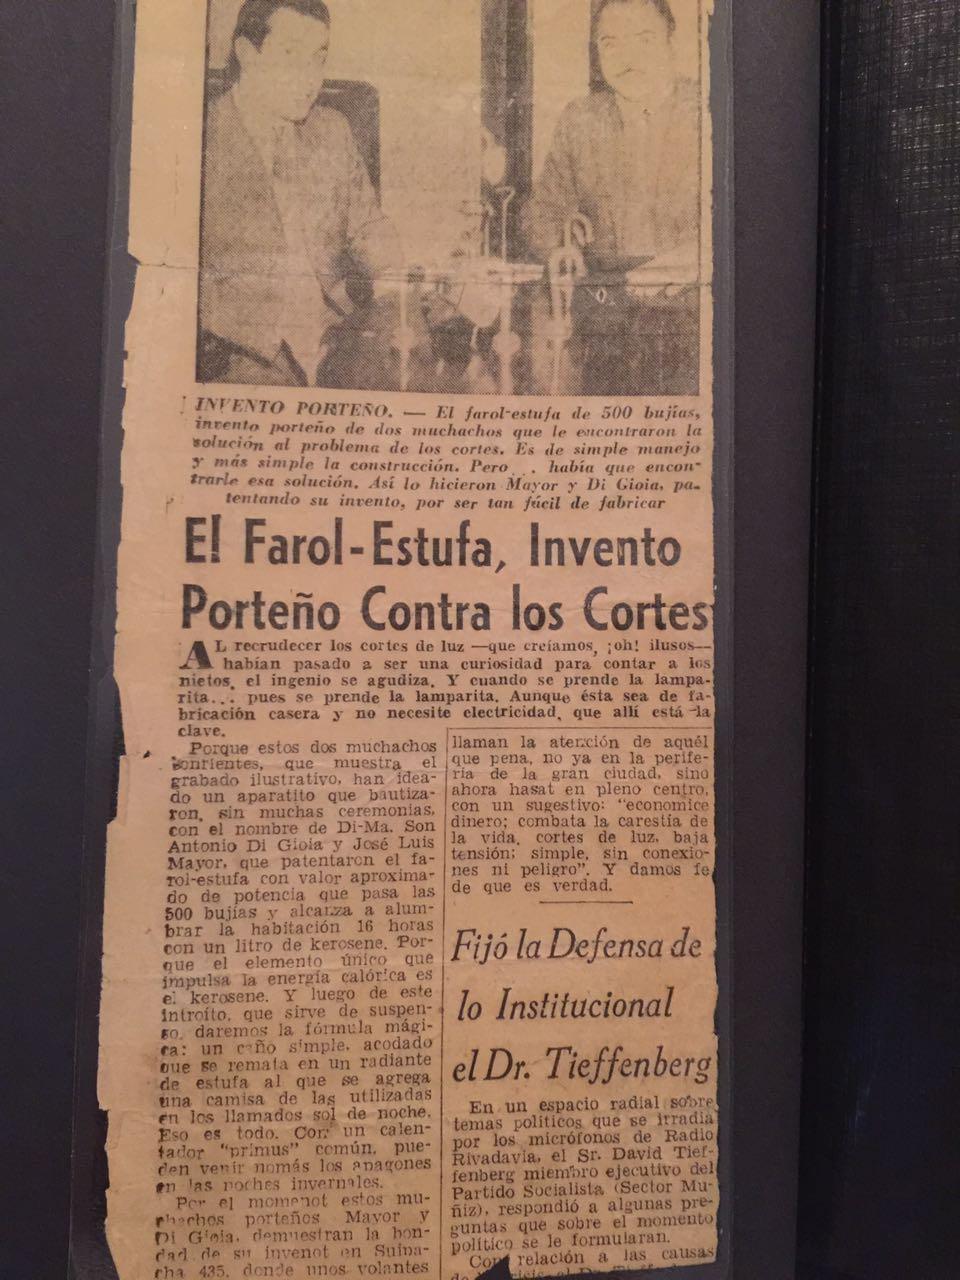 INVENTO PORTEÑO. — El farol-estufa de 500 bujías,
invento porteño de dos muchachos que le encontraron la
solución al problema de los cortes. Es de simple manejo
y más simple la construcción. Pero . . . había que encon-
trarle esa solución. Así lo hicieron Mayor y Di Gioia, pa-
tentando su invento, por ser tan fácil de fabricar
El Farol-Estufa, Invento
Porteño Contra los Cortes
AL recrudecer los cortes de luz —que creíamos, ¡oh! ilusos—
habían pasado a ser una curiosidad para contar a los
nietos, el ingenio se agudiza. Y cuando se prende la lampa-
rita... pues se prende la lamparita. Aunque ésta sea de fa-
bricación casera y no necesite electricidad, que allí está la
clave.
Porque estos dos muchachos
sonrientes, que muestra el
grabado ilustrativo, han idea-
do un aparatito que bautiza-
ron, sin muchas ceremonias,
con el nombre de Di-Ma. Son
Antonio Di Gioia y José Luis
Mayor, que patentaron el fa-
rol-estufa con valor aproxima-
do de potencia que pasa las
500 bujías y alcanza a alum-
brar la habitación 16 horas
con un litro de kerosene. Por-
que el elemento único que
impulsa la energía calórica es
el kerosene. Y luego de este
introíto, que sirve de suspen-
so, daremos la fórmula mági-
ca: un caño simple, acodado
que se remata en un radiante
de estufa al que se agrega
una camisa de las utilizadas
en los llamados sol de noche.
Eso es todo. Con un calen-
tador "primus" común, pue-
den venir nomás los apagones
en las noches invernales.
Por el momenot estos mu-
chachos porteños Mayor y
Di Gioia, demuestran la bon-
dad de su invenot en Suipa-
cha 435, donde unos volantes
llaman la atención de aquél
que pena, no ya en la perife-
ria de la gran ciudad, sino
ahora hasat en pleno centro,
con un sugestivo: "economice
dinero; combata la carestía de
la vida, cortes de luz, baja
tensión; simple, sin conexio-
nes ni peligro". Y damos fe
de que es verdad.
Fijó la Defensa de
lo Institucional
el Dr. Tieffenberg
En un espacio radial sobre
temas políticos que se irradia
por los micrófonos de Radio
Rivadavia, el Sr. David Tief-
fenberg miembro ejecutivo del
Partido Socialista (Sector Mu-
ñiz), respondió a algunas pre-
guntas que sobre el momento
político se le formularan.
Con relación a las causas